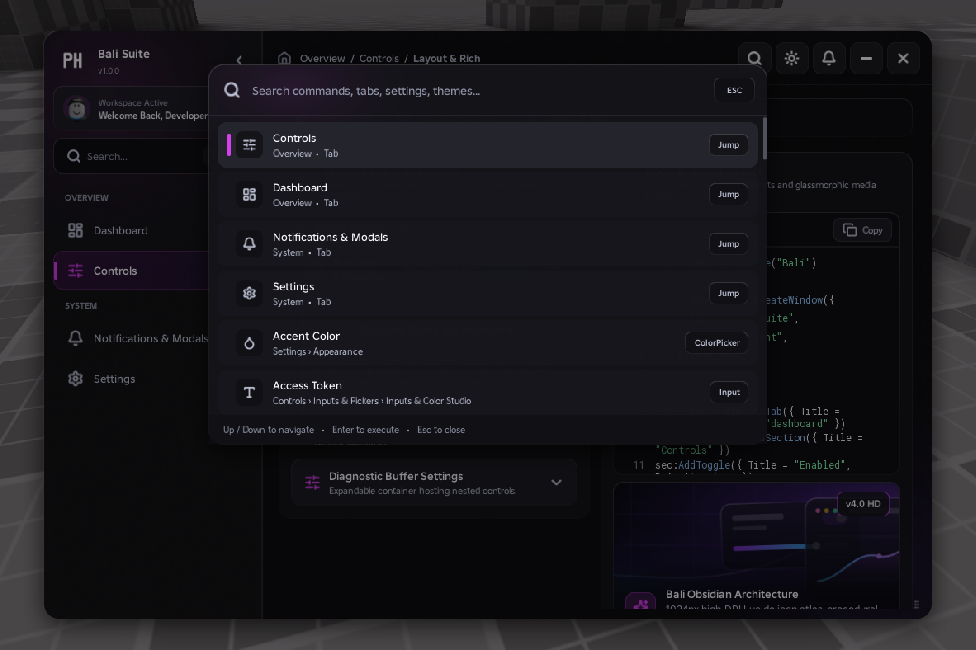 PH
Bali Suite
v1.00
Overview / Controls / Layout & Rich
Workspace Active
Welcome Back, Developer
Search...
OVERVIEW
Dashboard
Controls
SYSTEM
Notifications & Modals
Settings
Search commands, tabs, settings, themes...
ESC
Controls
Overview • Tab
Jump
Dashboard
Overview • Tab
Jump
Notifications & Modals
System • Tab
Jump
Settings
System • Tab
Jump
Accent Color
Settings › Appearance
ColorPicker
Access Token
Controls › Inputs & Pickers › Inputs & Color Studio
Input
Up / Down to navigate • Enter to execute • Esc to close
Diagnostic Buffer Settings
Expandable container hosting nested controls.
ts and glassmorphic media
Copy
e("Bali")
eateWindow({
uite",
nt",
ab({ Title =
"dashboard" })
Section({ Title =
"Controls" })
11 sec:AddToggle({ Title = "Enabled",
v4.0 HD
Bali Obsidian Architecture